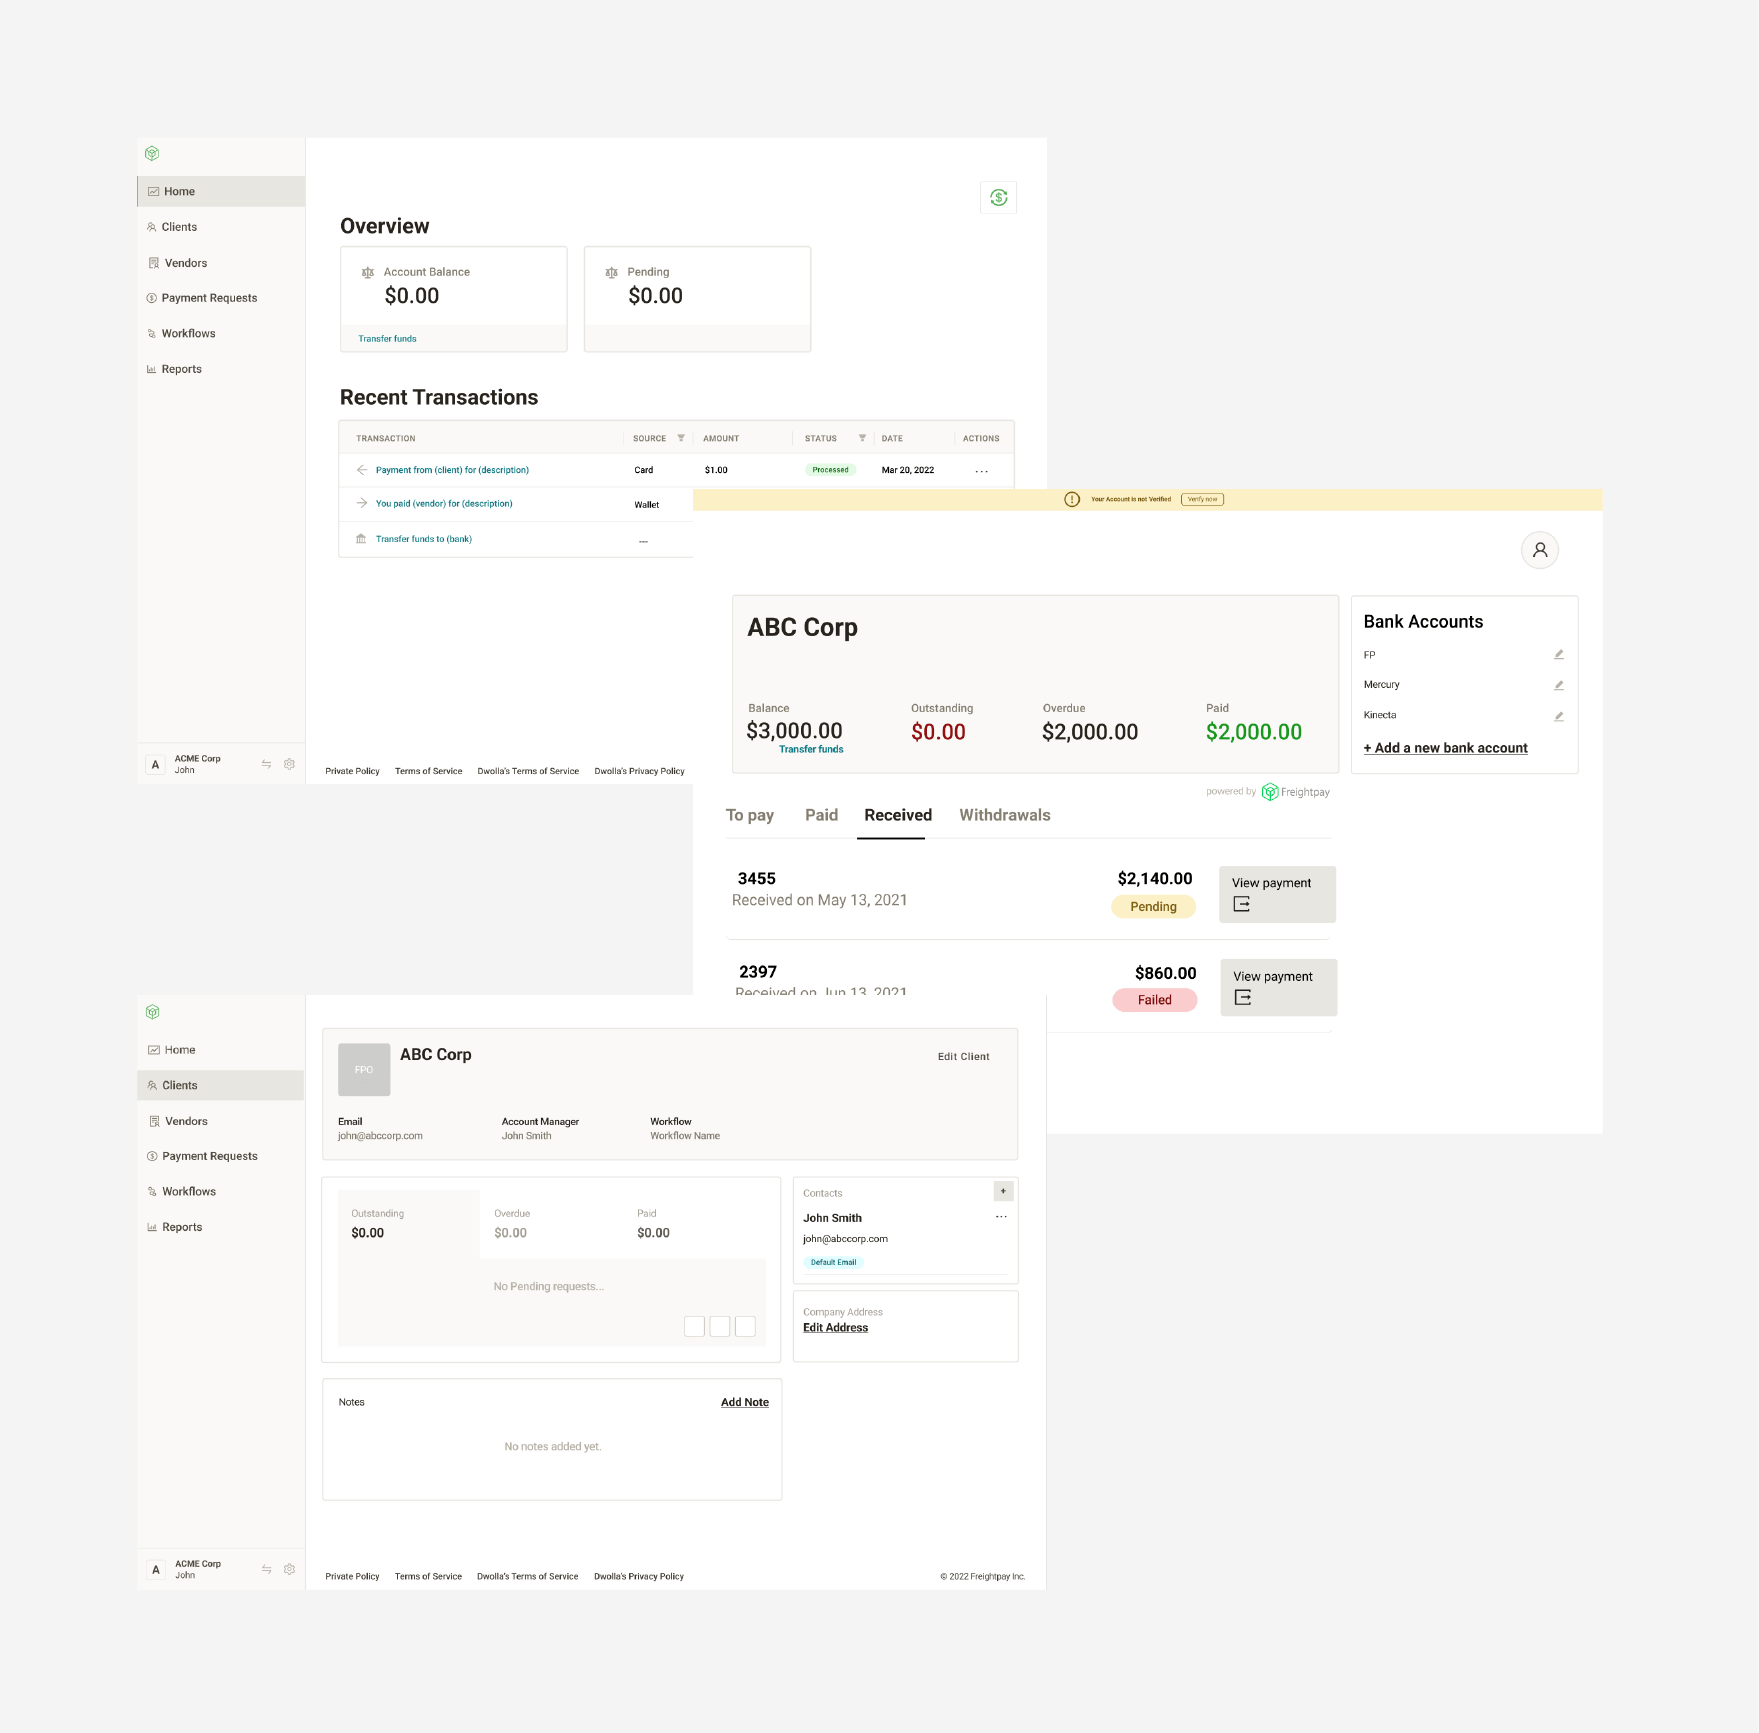 Home
Clients
Vendors
Payment Requests
Workflows
Reports
A
ACME Corp
John
Overview
Account Balance
$0.00
Transfer funds
Pending
$0.00
Recent Transactions
TRANSACTION SOURCE AMOUNT STATUS DATE ACTIONS
Payment from (client) for (description) Card $1.00 Processed Mar 20, 2022 ...
You paid (vendor) for (description) Wallet
Transfer funds to (bank) ---
Private Policy Terms of Service Dwolla's Terms of Service Dwolla's Privacy Policy
Your Account is not Verified Verify now
ABC Corp
Balance Outstanding Overdue Paid
$3,000.00 $0.00 $2,000.00 $2,000.00
Transfer funds
Bank Accounts
FP
Mercury
Kinecta
+ Add a new bank account
powered by Freightpay
To pay Paid Received Withdrawals
3455 $2,140.00 View payment
Received on May 13, 2021 Pending
2397 $860.00 View payment
Received on Jun 13, 2021 Failed
Home
Clients
Vendors
Payment Requests
Workflows
Reports
A
ACME Corp
John
FPO
ABC Corp
Edit Client
Email Account Manager Workflow
john@abccorp.com John Smith Workflow Name
Outstanding Overdue Paid
$0.00 $0.00 $0.00
No Pending requests...
Contacts +
John Smith ...
john@abccorp.com
Default Email
Company Address
Edit Address
Notes Add Note
No notes added yet.
Private Policy Terms of Service Dwolla's Terms of Service Dwolla's Privacy Policy © 2022 Freightpay Inc.